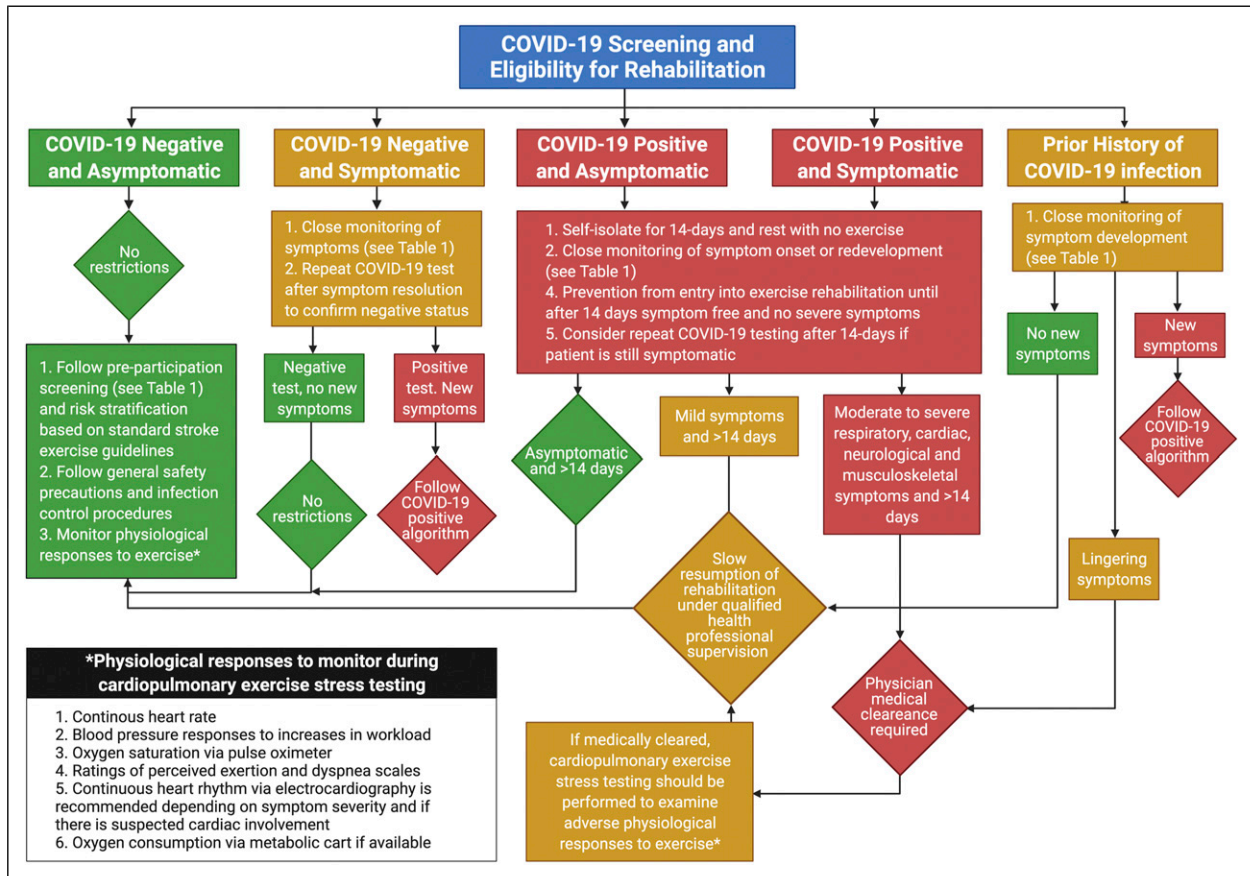 COVID-19 Screening and
Eligibility for Rehabilitation
COVID-19 Negative
and Asymptomatic
COVID-19 Negative
and Symptomatic
COVID-19 Positive
and Asymptomatic
COVID-19 Positive
and Symptomatic
Prior History of
COVID-19 infection
No
restrictions
1. Close monitoring of
symptoms (see Table 1)
2. Repeat COVID-19 test
after symptom resolution
to confirm negative status
1. Self-isolate for 14-days and rest with no exercise
2. Close monitoring of symptom onset or redevelopment
(see Table 1)
4. Prevention from entry into exercise rehabilitation until
after 14 days symptom free and no severe symptoms
5. Consider repeat COVID-19 testing after 14-days if
patient is still symptomatic
1. Close monitoring of
symptom development
(see Table 1)
No new
symptoms
New
symptoms
1. Follow pre-participation
screening (see Table 1)
and risk stratification
based on standard stroke
exercise guidelines
2. Follow general safety
precautions and infection
control procedures
3. Monitor physiological
responses to exercise*
Negative
test, no new
symptoms
Positive
test. New
symptoms
Asymptomatic
and >14 days
Mild symptoms
and >14 days
Moderate to severe
respiratory, cardiac,
neurological and
musculoskeletal
symptoms and >14
days
Follow
COVID-19
positive
algorithm
No
restrictions
Follow
COVID-19
positive
algorithm
Slow
resumption of
rehabilitation
under qualified
health
professional
supervision
Lingering
symptoms
*Physiological responses to monitor during
cardiopulmonary exercise stress testing
1. Continous heart rate
2. Blood pressure responses to increases in workload
3. Oxygen saturation via pulse oximeter
4. Ratings of perceived exertion and dyspnea scales
5. Continuous heart rhythm via electrocardiography is
recommended depending on symptom severity and if
there is suspected cardiac involvement
6. Oxygen consumption via metabolic cart if available
If medically cleared,
cardiopulmonary exercise
stress testing should be
performed to examine
adverse physiological
responses to exercise*
Physician
medical
cleareance
required